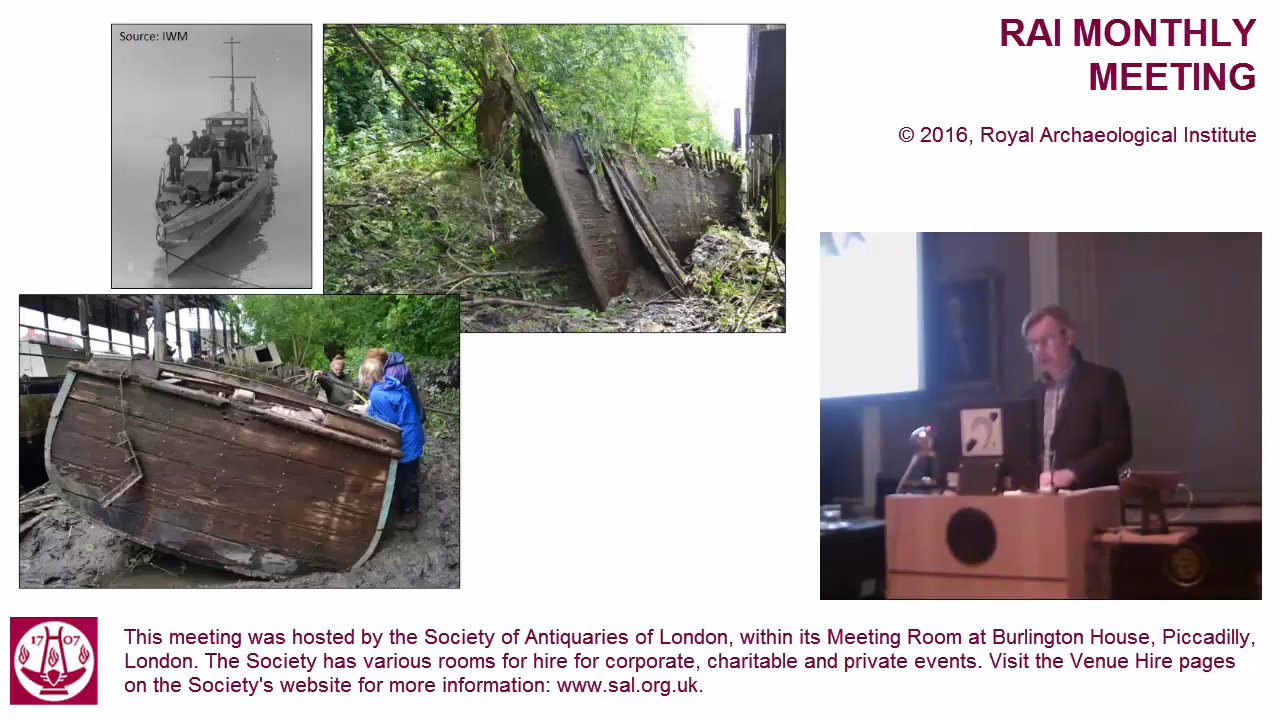 Source: IWM
RAI MONTHLY
MEETING
© 2016, Royal Archaeological Institute
17 07
This meeting was hosted by the Society of Antiquaries of London, within its Meeting Room at Burlington House, Piccadilly,
London. The Society has various rooms for hire for corporate, charitable and private events. Visit the Venue Hire pages
on the Society's website for more information: www.sal.org.uk.